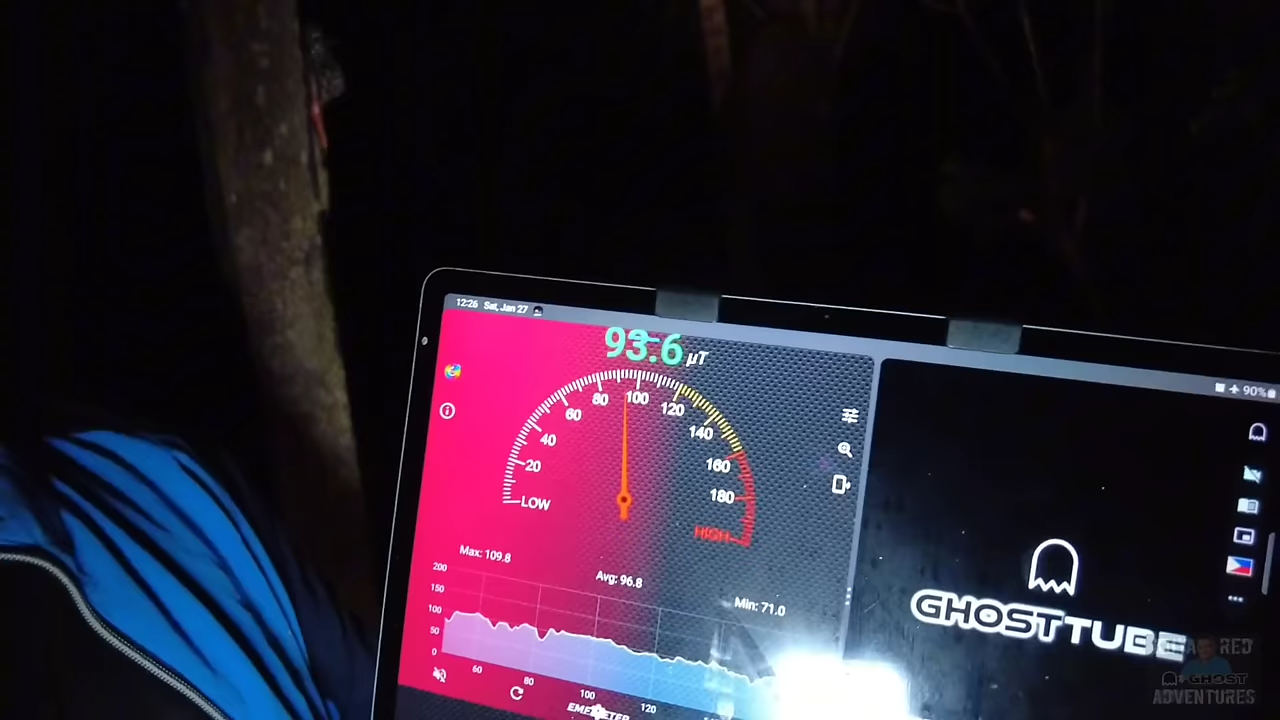 12:26 Sat, Jan 27
90%
93.6 µT
LOW
20
40
60
80
100
120
140
160
180
HIGH
Max: 109.8
Avg: 96.8
Min: 71.0
200
150
100
50
0
60
80
100
120
GHOSTTUBE
RED
GHOST
ADVENTURES